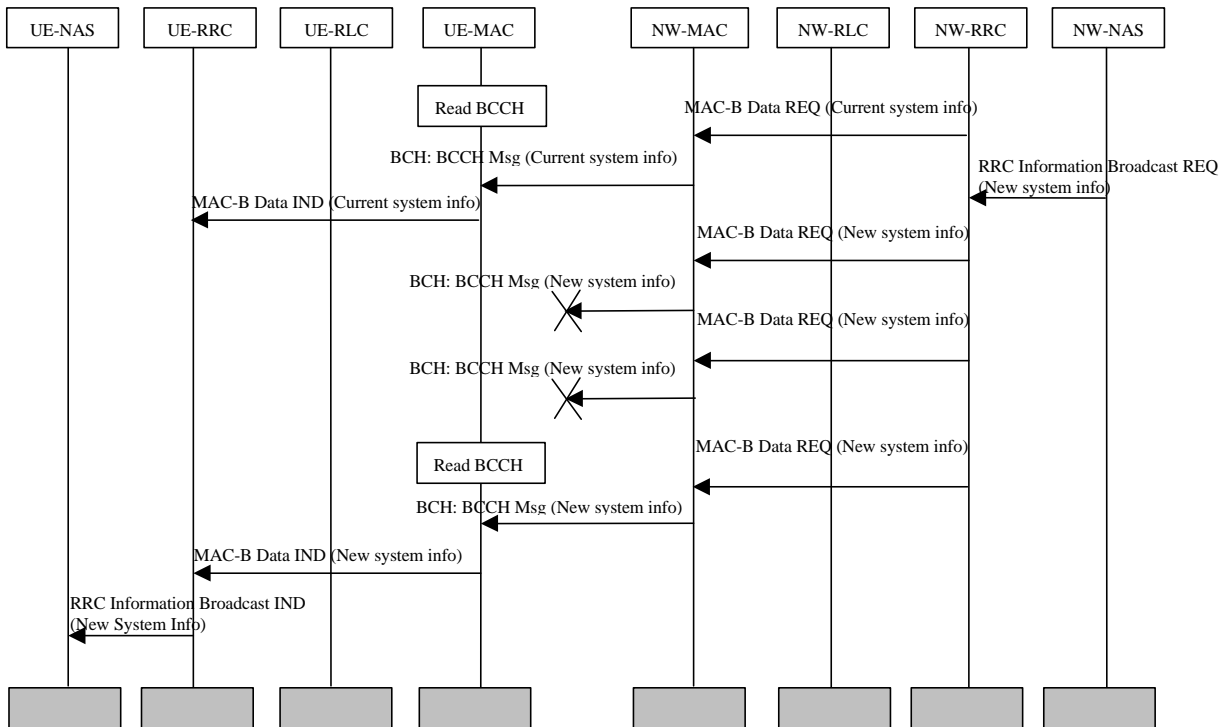 UE-NAS
UE-RRC
UE-RLC
UE-MAC
NW-MAC
NW-RLC
NW-RRC
NW-NAS
Read BCCH
MAC-B Data REQ (Current system info)
BCH: BCCH Msg (Current system info)
RRC Information Broadcast REQ
(New system info)
MAC-B Data IND (Current system info)
MAC-B Data REQ (New system info)
BCH: BCCH Msg (New system info)
MAC-B Data REQ (New system info)
BCH: BCCH Msg (New system info)
MAC-B Data REQ (New system info)
Read BCCH
BCH: BCCH Msg (New system info)
MAC-B Data IND (New system info)
RRC Information Broadcast IND
(New System Info)